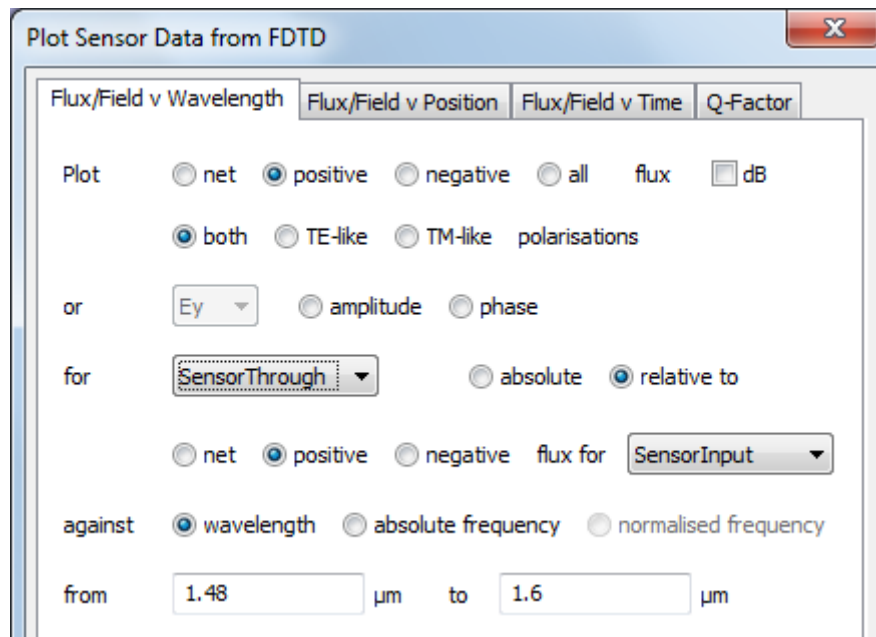 Plot Sensor Data from FDTD
Flux/Field v Wavelength Flux/Field v Position Flux/Field v Time Q-Factor
Plot net positive negative all flux dB
both TE-like TM-like polarisations
or Ey amplitude phase
for SensorThrough absolute relative to
net positive negative flux for SensorInput
against wavelength absolute frequency normalised frequency
from 1.48 µm to 1.6 µm